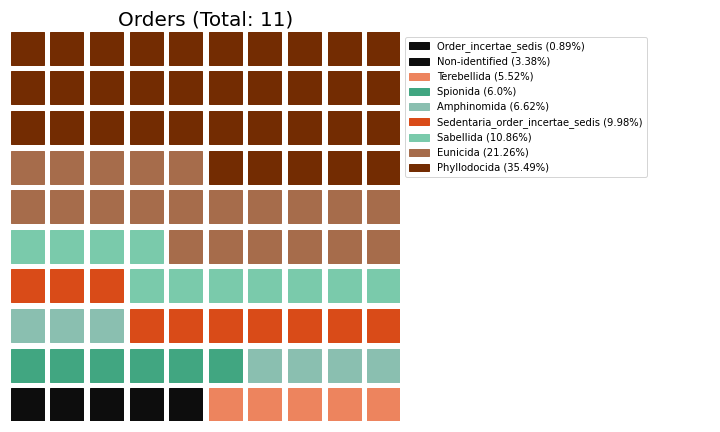 Orders (Total: 11)
Order_incertae_sedis (0.89%)
Non-identified (3.38%)
Terebellida (5.52%)
Spionida (6.0%)
Amphinomida (6.62%)
Sedentaria_order_incertae_sedis (9.98%)
Sabellida (10.86%)
Eunicida (21.26%)
Phyllodocida (35.49%)